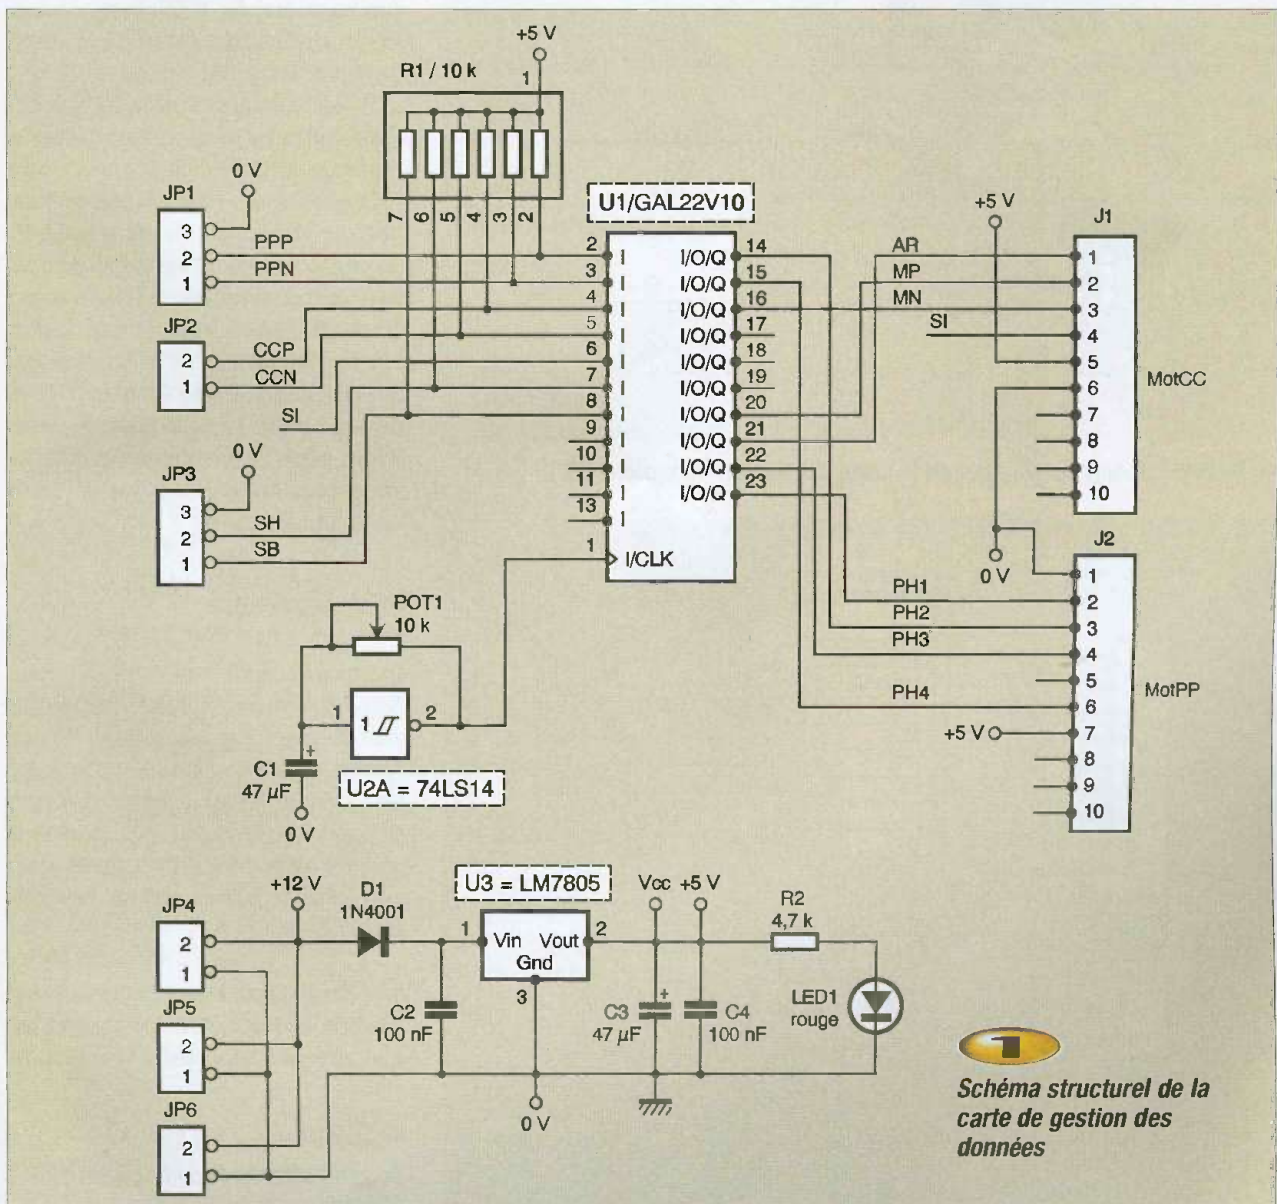 +5 V
R1 / 10 k
1
7 6 5 4 3 2
0 V
JP1
3
2 PPP
1 PPN
JP2
2 CCP
1 CCN
SI
0 V
JP3
3
2 SH
1 SB
U1/GAL22V10
2 I I/O/Q 14
3 I I/O/Q 15
4 I I/O/Q 16
5 I I/O/Q 17
6 I I/O/Q 18
7 I I/O/Q 19
8 I I/O/Q 20
9 I I/O/Q 21
10 I I/O/Q 22
11 I I/O/Q 23
13 I
1 I/CLK
+5 V
J1
AR 1
MP 2
MN 3
SI 4
5
6
7
8
9
10
MotCC
0 V
J2
1
PH1 2
PH2 3
PH3 4
5
PH4 6
+5 V 7
8
9
10
MotPP
POT1
10 k
1 1 2
+
C1
47 µF
0 V
U2A = 74LS14
+12 V
D1
1N4001
U3 = LM7805
Vcc +5 V
R2
4,7 k
JP4
2
1
JP5
2
1
JP6
2
1
1 Vin Vout 2
Gnd
3
C2
100 nF
+
C3
47 µF
C4
100 nF
LED1
rouge
0 V
1
Schéma structurel de la
carte de gestion des
données